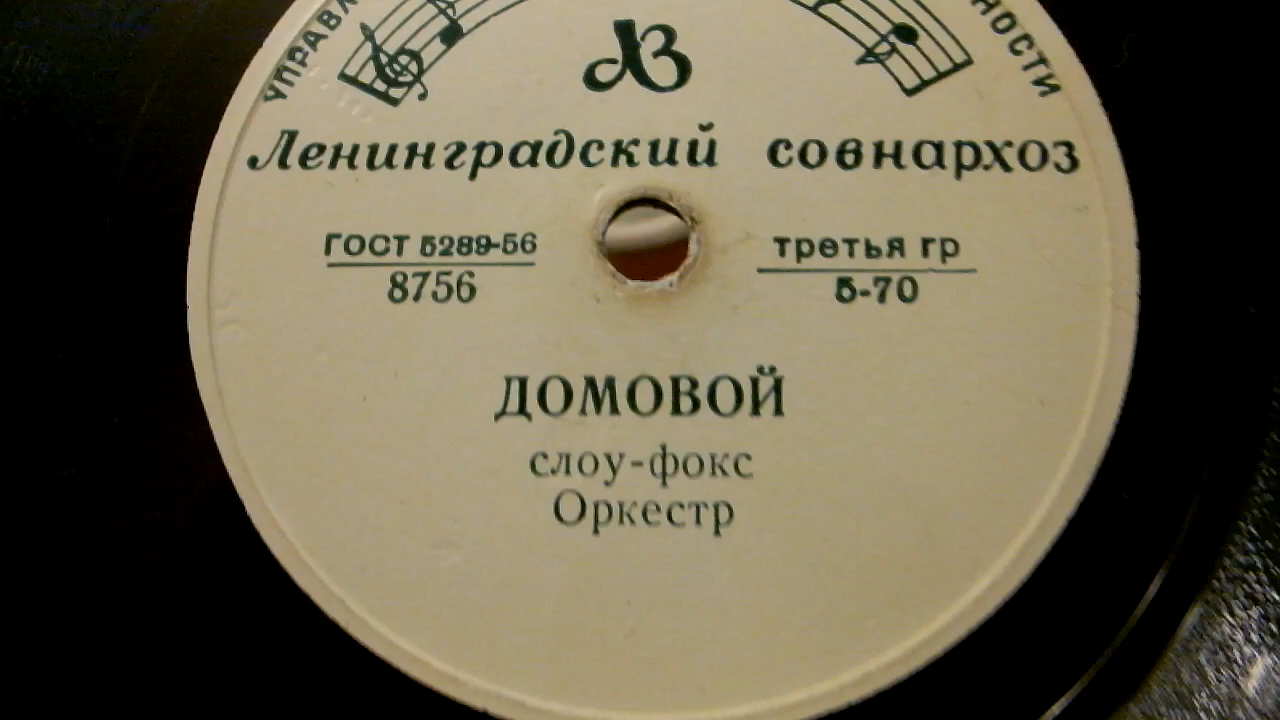 ЛЗ
Ленинградский совнархоз
ГОСТ 5289-56
8756
третья гр
5-70
ДОМОВОЙ
слоу-фокс
Оркестр